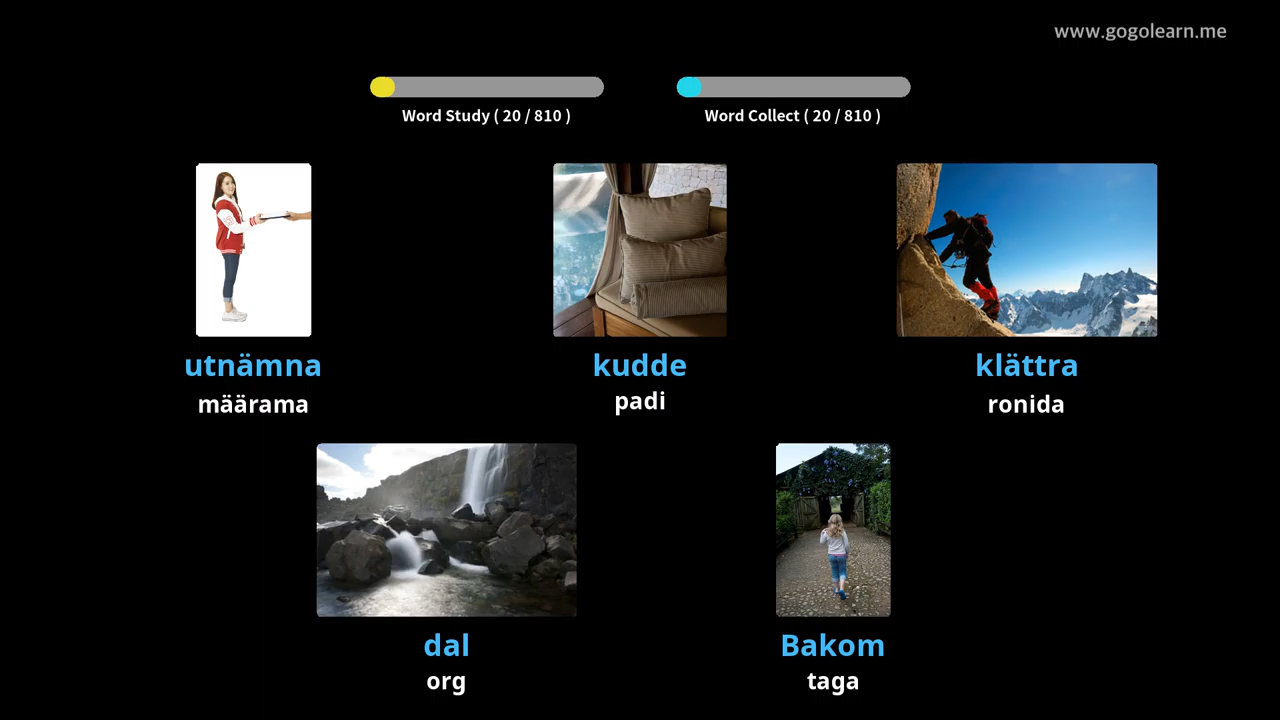 www.gogolearn.me
Word Study ( 20 / 810 )
Word Collect ( 20 / 810 )
utnämna
määrama
kudde
padi
klättra
ronida
dal
org
Bakom
taga